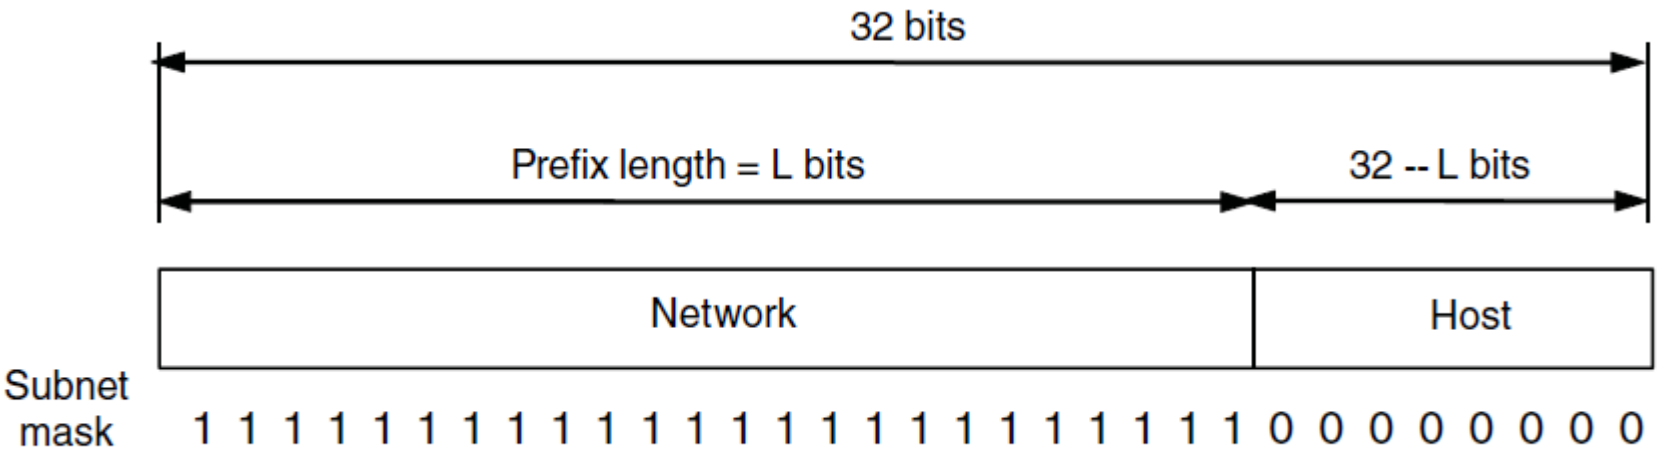 32 bits
Prefix length = L bits
32 -- L bits
Network
Host
Subnet
mask
1 1 1 1 1 1 1 1 1 1 1 1 1 1 1 1 1 1 1 1 1 1 1 1 0 0 0 0 0 0 0 0